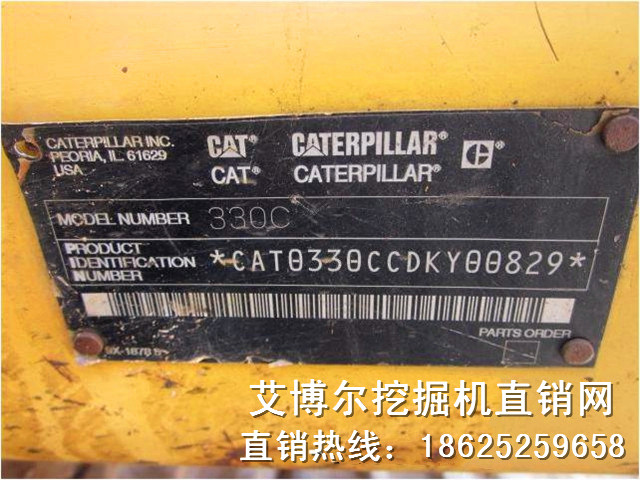 CATERPILLAR INC.
PEORIA, IL 61629
USA
CAT® CATERPILLAR®
CAT® CATERPILLAR®
MODEL NUMBER 330C
PRODUCT
IDENTIFICATION
NUMBER
*CAT0330CCDKY00829*
PARTS ORDER
艾博尔挖掘机直销网
直销热线：18625259658